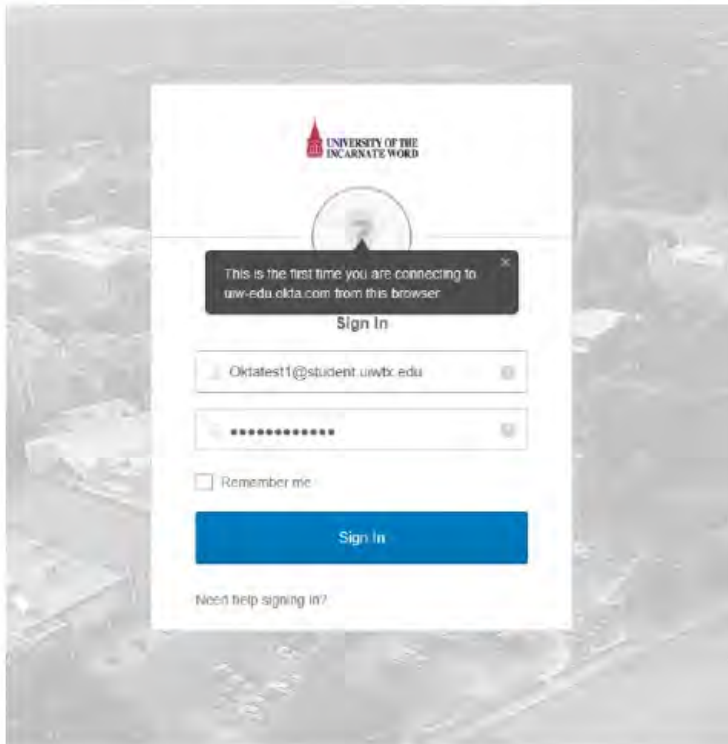 UNIVERSITY OF THE
INCARNATE WORD
This is the first time you are connecting to
uiw-edu.okta.com from this browser
Sign In
Oktatest1@student.uiwtx.edu
••••••••••••
Remember me
Sign In
Need help signing in?